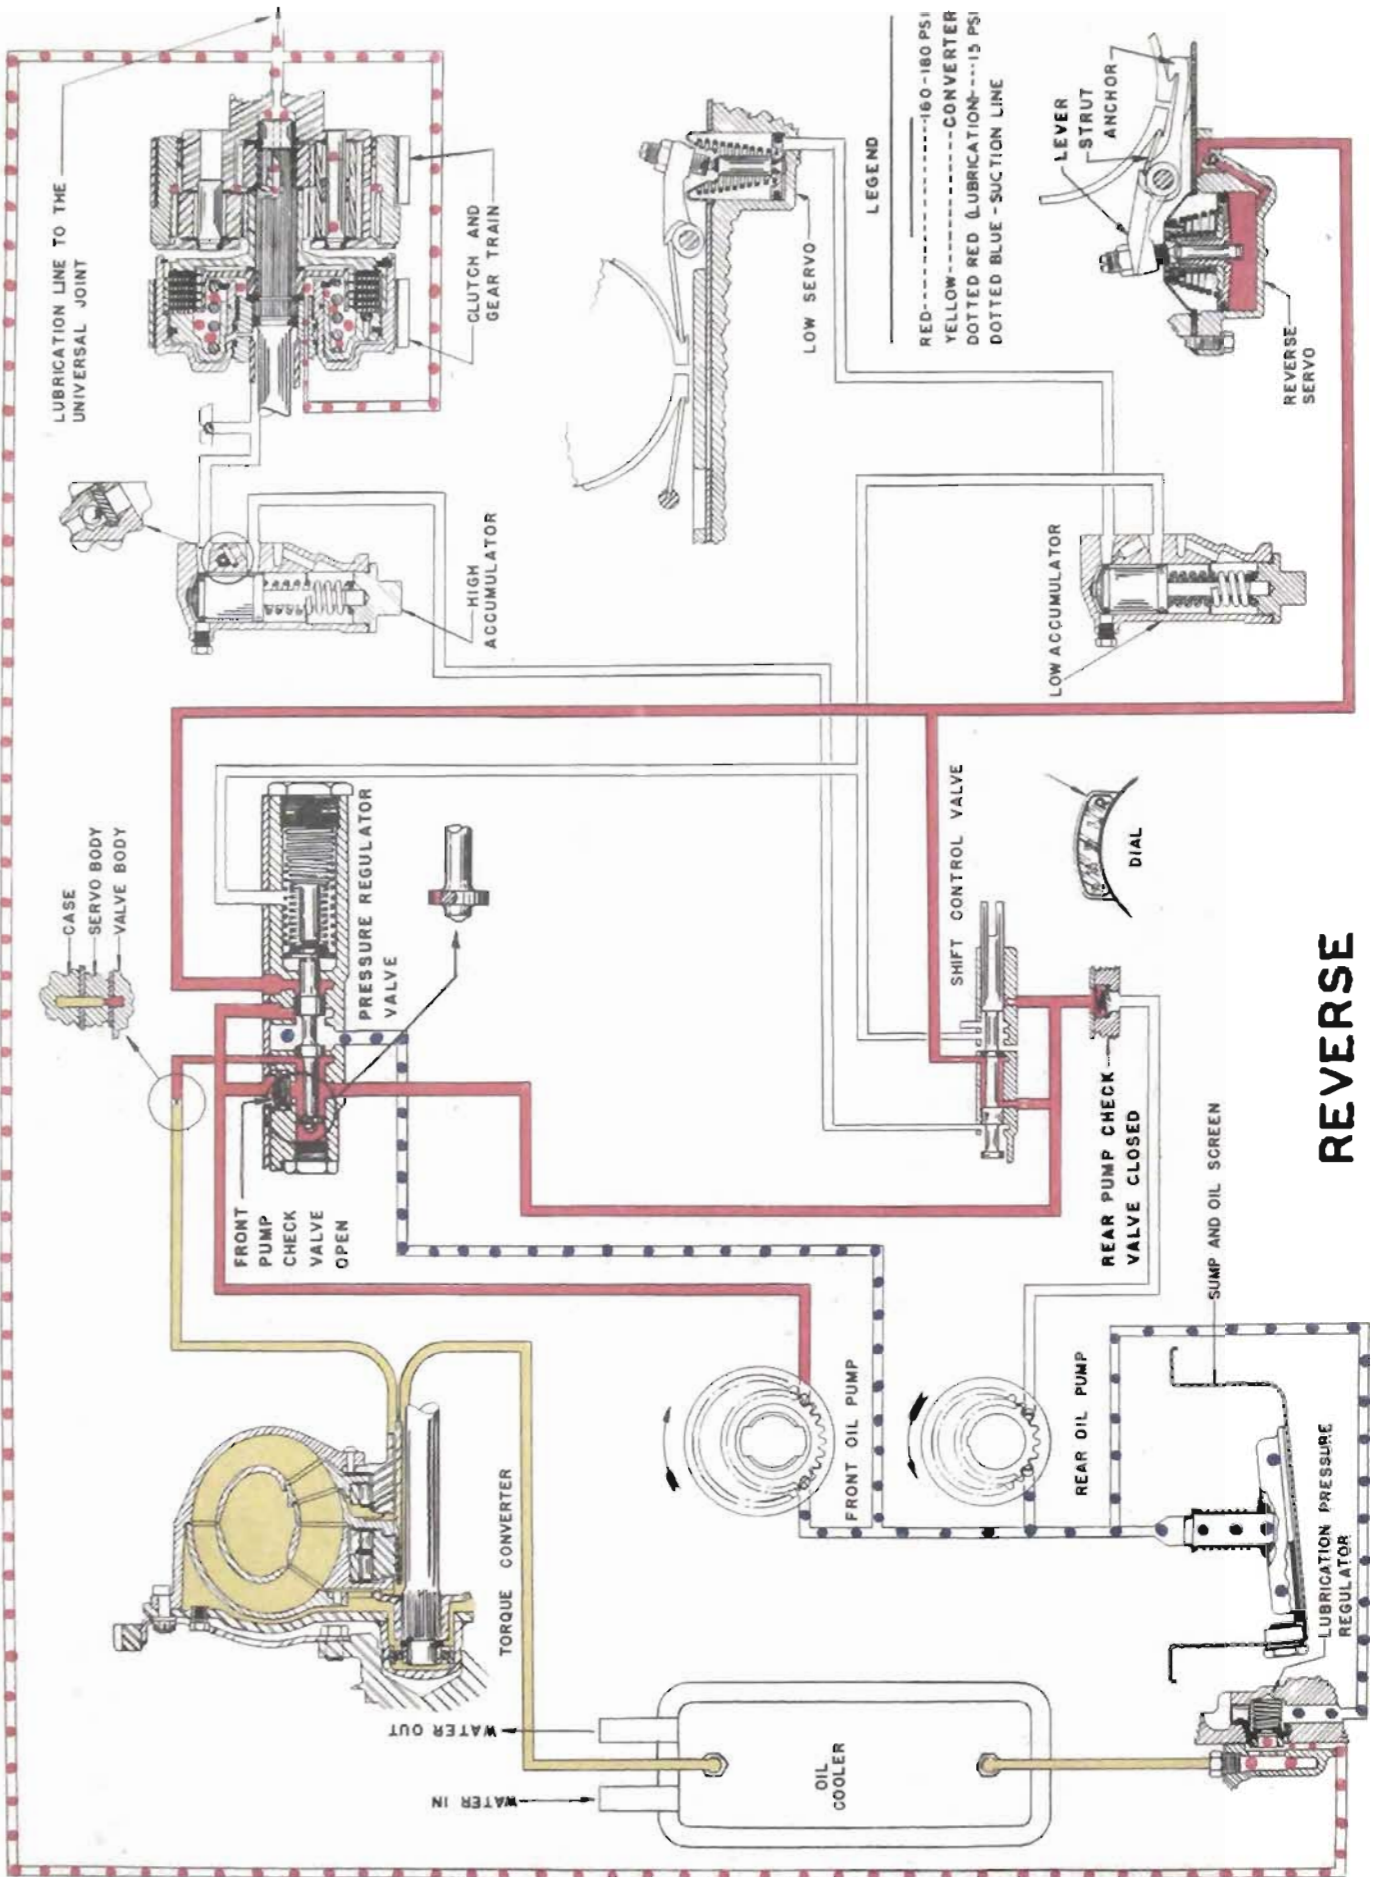 LUBRICATION LINE TO THE
UNIVERSAL JOINT
CLUTCH AND
GEAR TRAIN
HIGH
ACCUMULATOR
LOW SERVO
LEGEND
RED----------160-180 PSI
YELLOW------CONVERTER
DOTTED RED (LUBRICATION)----15 PSI
DOTTED BLUE-SUCTION LINE
LEVER
STRUT
ANCHOR
REVERSE
SERVO
LOW ACCUMULATOR
CASE
SERVO BODY
VALVE BODY
PRESSURE REGULATOR
VALVE
FRONT
PUMP
CHECK
VALVE
OPEN
SHIFT CONTROL VALVE
DIAL
REAR PUMP CHECK
VALVE CLOSED
TORQUE CONVERTER
FRONT OIL PUMP
REAR OIL PUMP
SUMP AND OIL SCREEN
LUBRICATION PRESSURE
REGULATOR
WATER OUT
WATER IN
OIL
COOLER
REVERSE